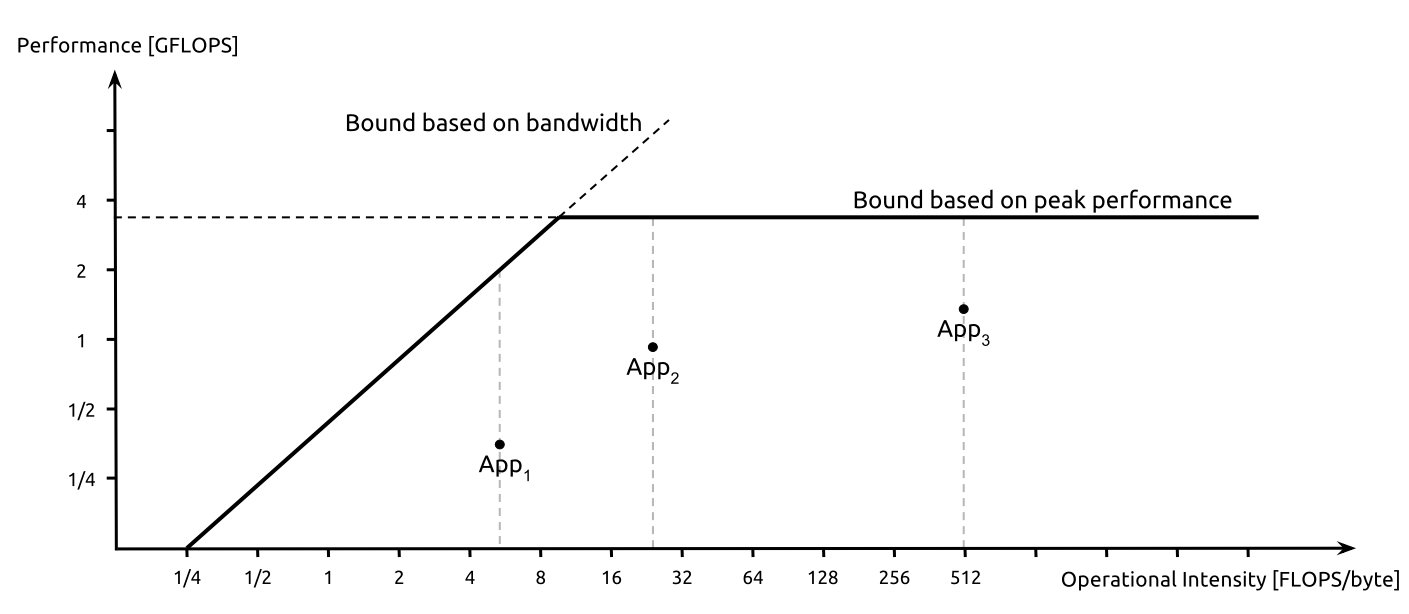 Performance [GFLOPS]
Bound based on bandwidth
4
Bound based on peak performance
2
1
App3
App2
1/2
App1
1/4
1/4 1/2 1 2 4 8 16 32 64 128 256 512
Operational Intensity [FLOPS/byte]